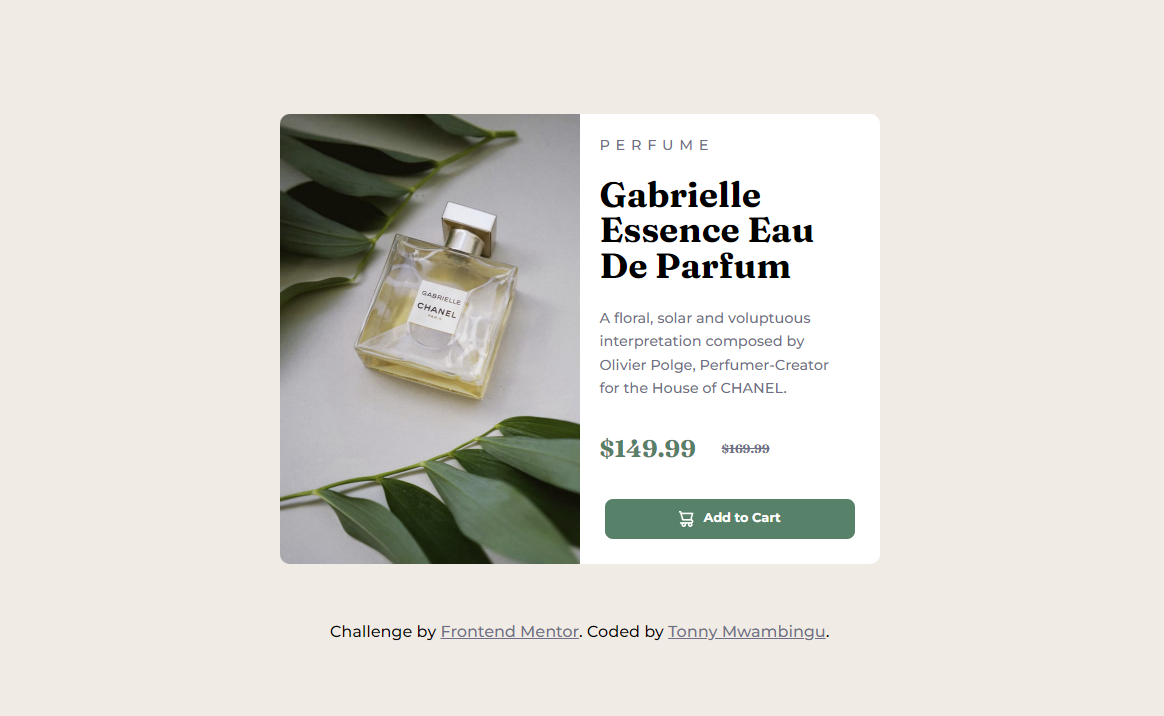 GABRIELLE
CHANEL
PARIS
PERFUME
Gabrielle
Essence Eau
De Parfum
A floral, solar and voluptuous
interpretation composed by
Olivier Polge, Perfumer-Creator
for the House of CHANEL.
$149.99 $169.99
Add to Cart
Challenge by Frontend Mentor. Coded by Tonny Mwambingu.